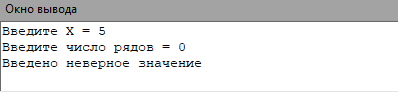 Окно вывода
Введите X = 5
Введите число рядов = 0
Введено неверное значение